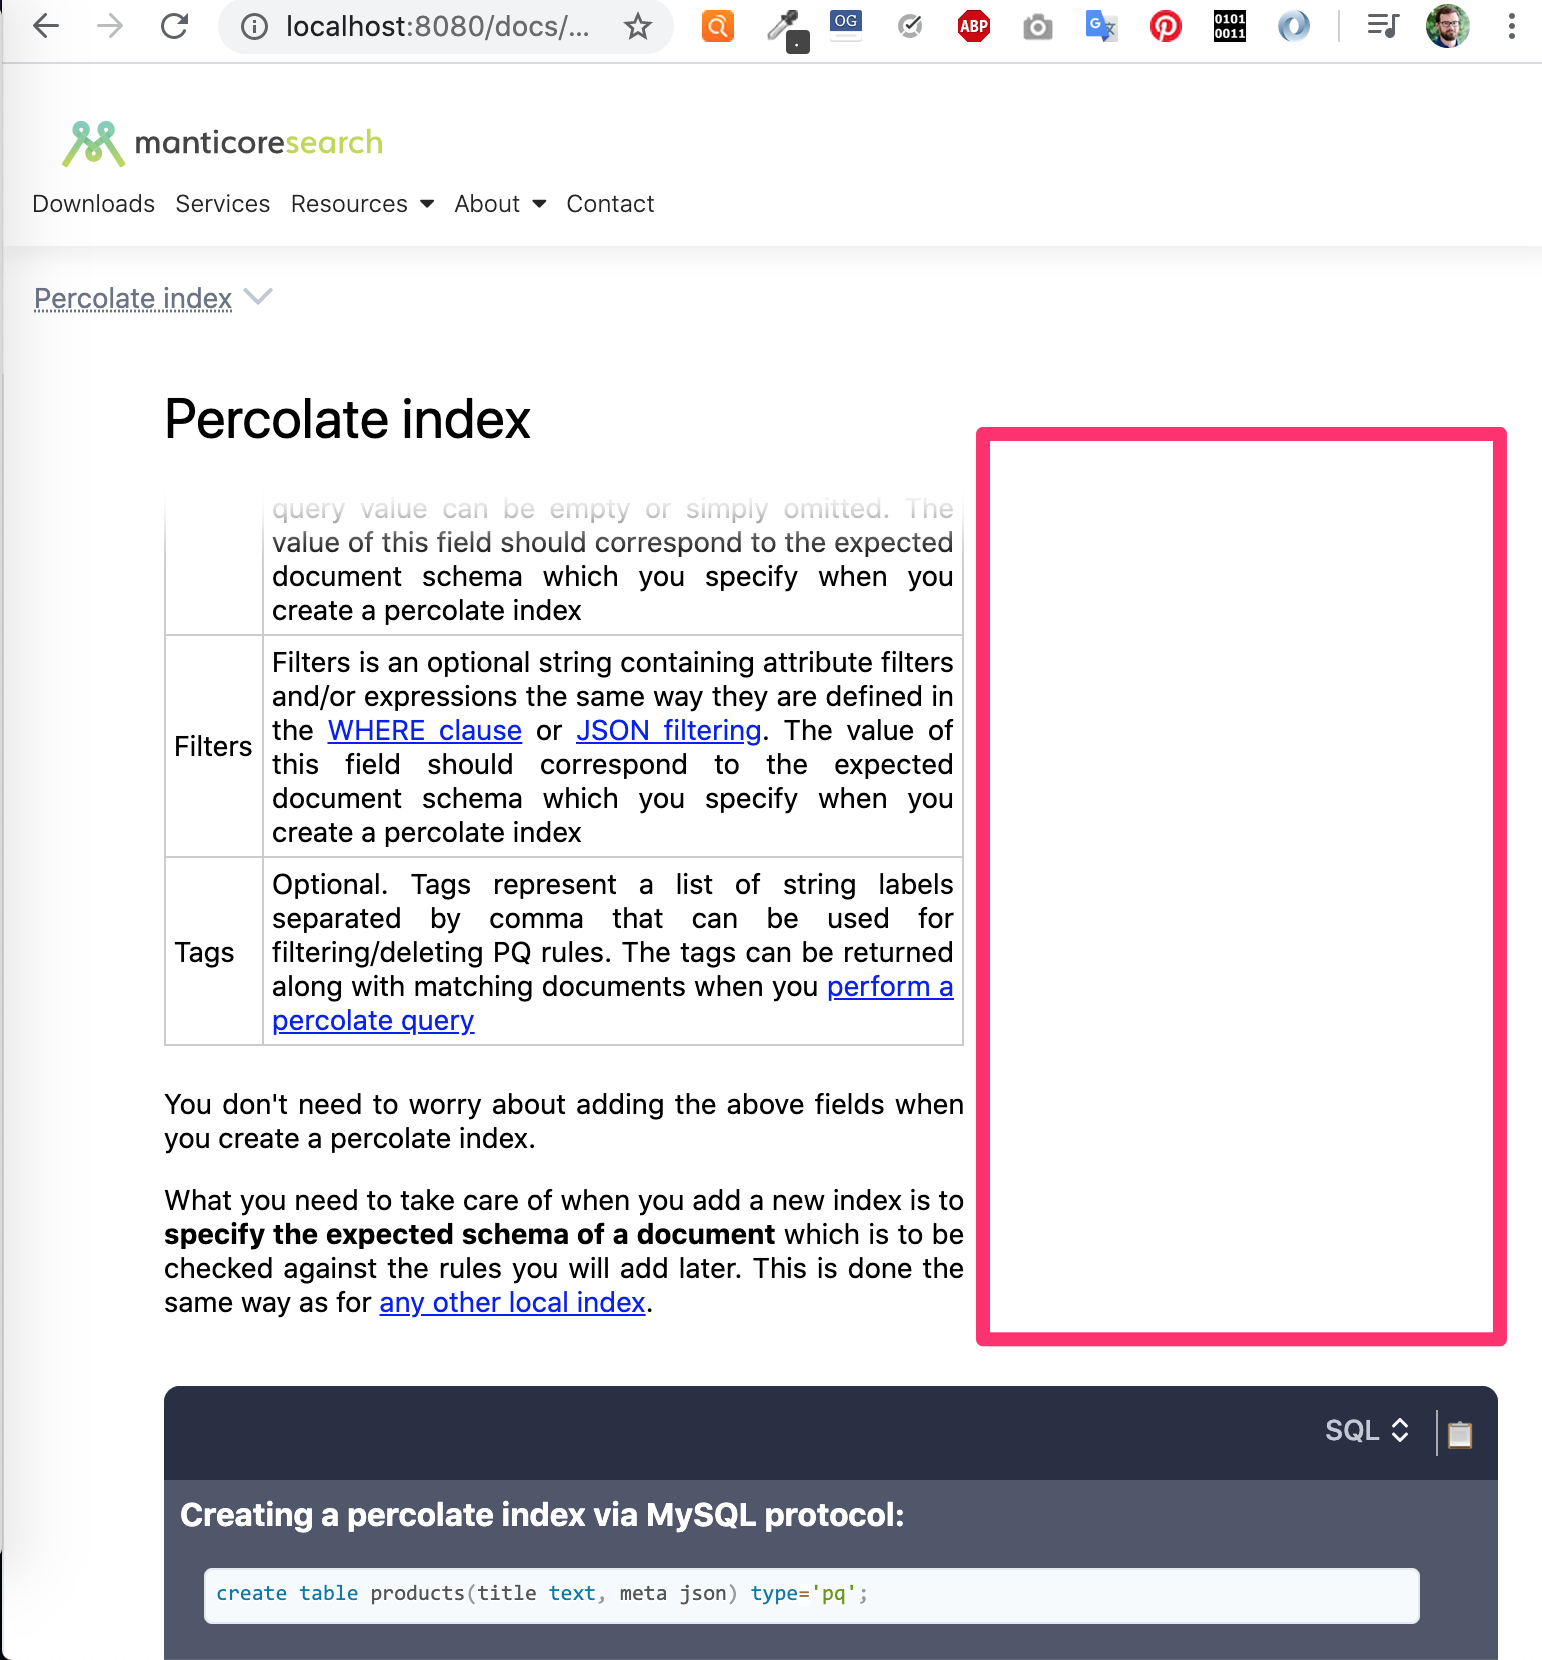 localhost:8080/docs/...
OG
ABP
G
0101
0011
manticoresearch
Downloads Services Resources About Contact
Percolate index
Percolate index
query value can be empty or simply omitted. The
value of this field should correspond to the expected
document schema which you specify when you
create a percolate index
Filters
Filters is an optional string containing attribute filters
and/or expressions the same way they are defined in
the WHERE clause or JSON filtering. The value of
this field should correspond to the expected
document schema which you specify when you
create a percolate index
Tags
Optional. Tags represent a list of string labels
separated by comma that can be used for
filtering/deleting PQ rules. The tags can be returned
along with matching documents when you perform a
percolate query
You don't need to worry about adding the above fields when
you create a percolate index.
What you need to take care of when you add a new index is to
specify the expected schema of a document which is to be
checked against the rules you will add later. This is done the
same way as for any other local index.
SQL
Creating a percolate index via MySQL protocol:
create table products(title text, meta json) type='pq';